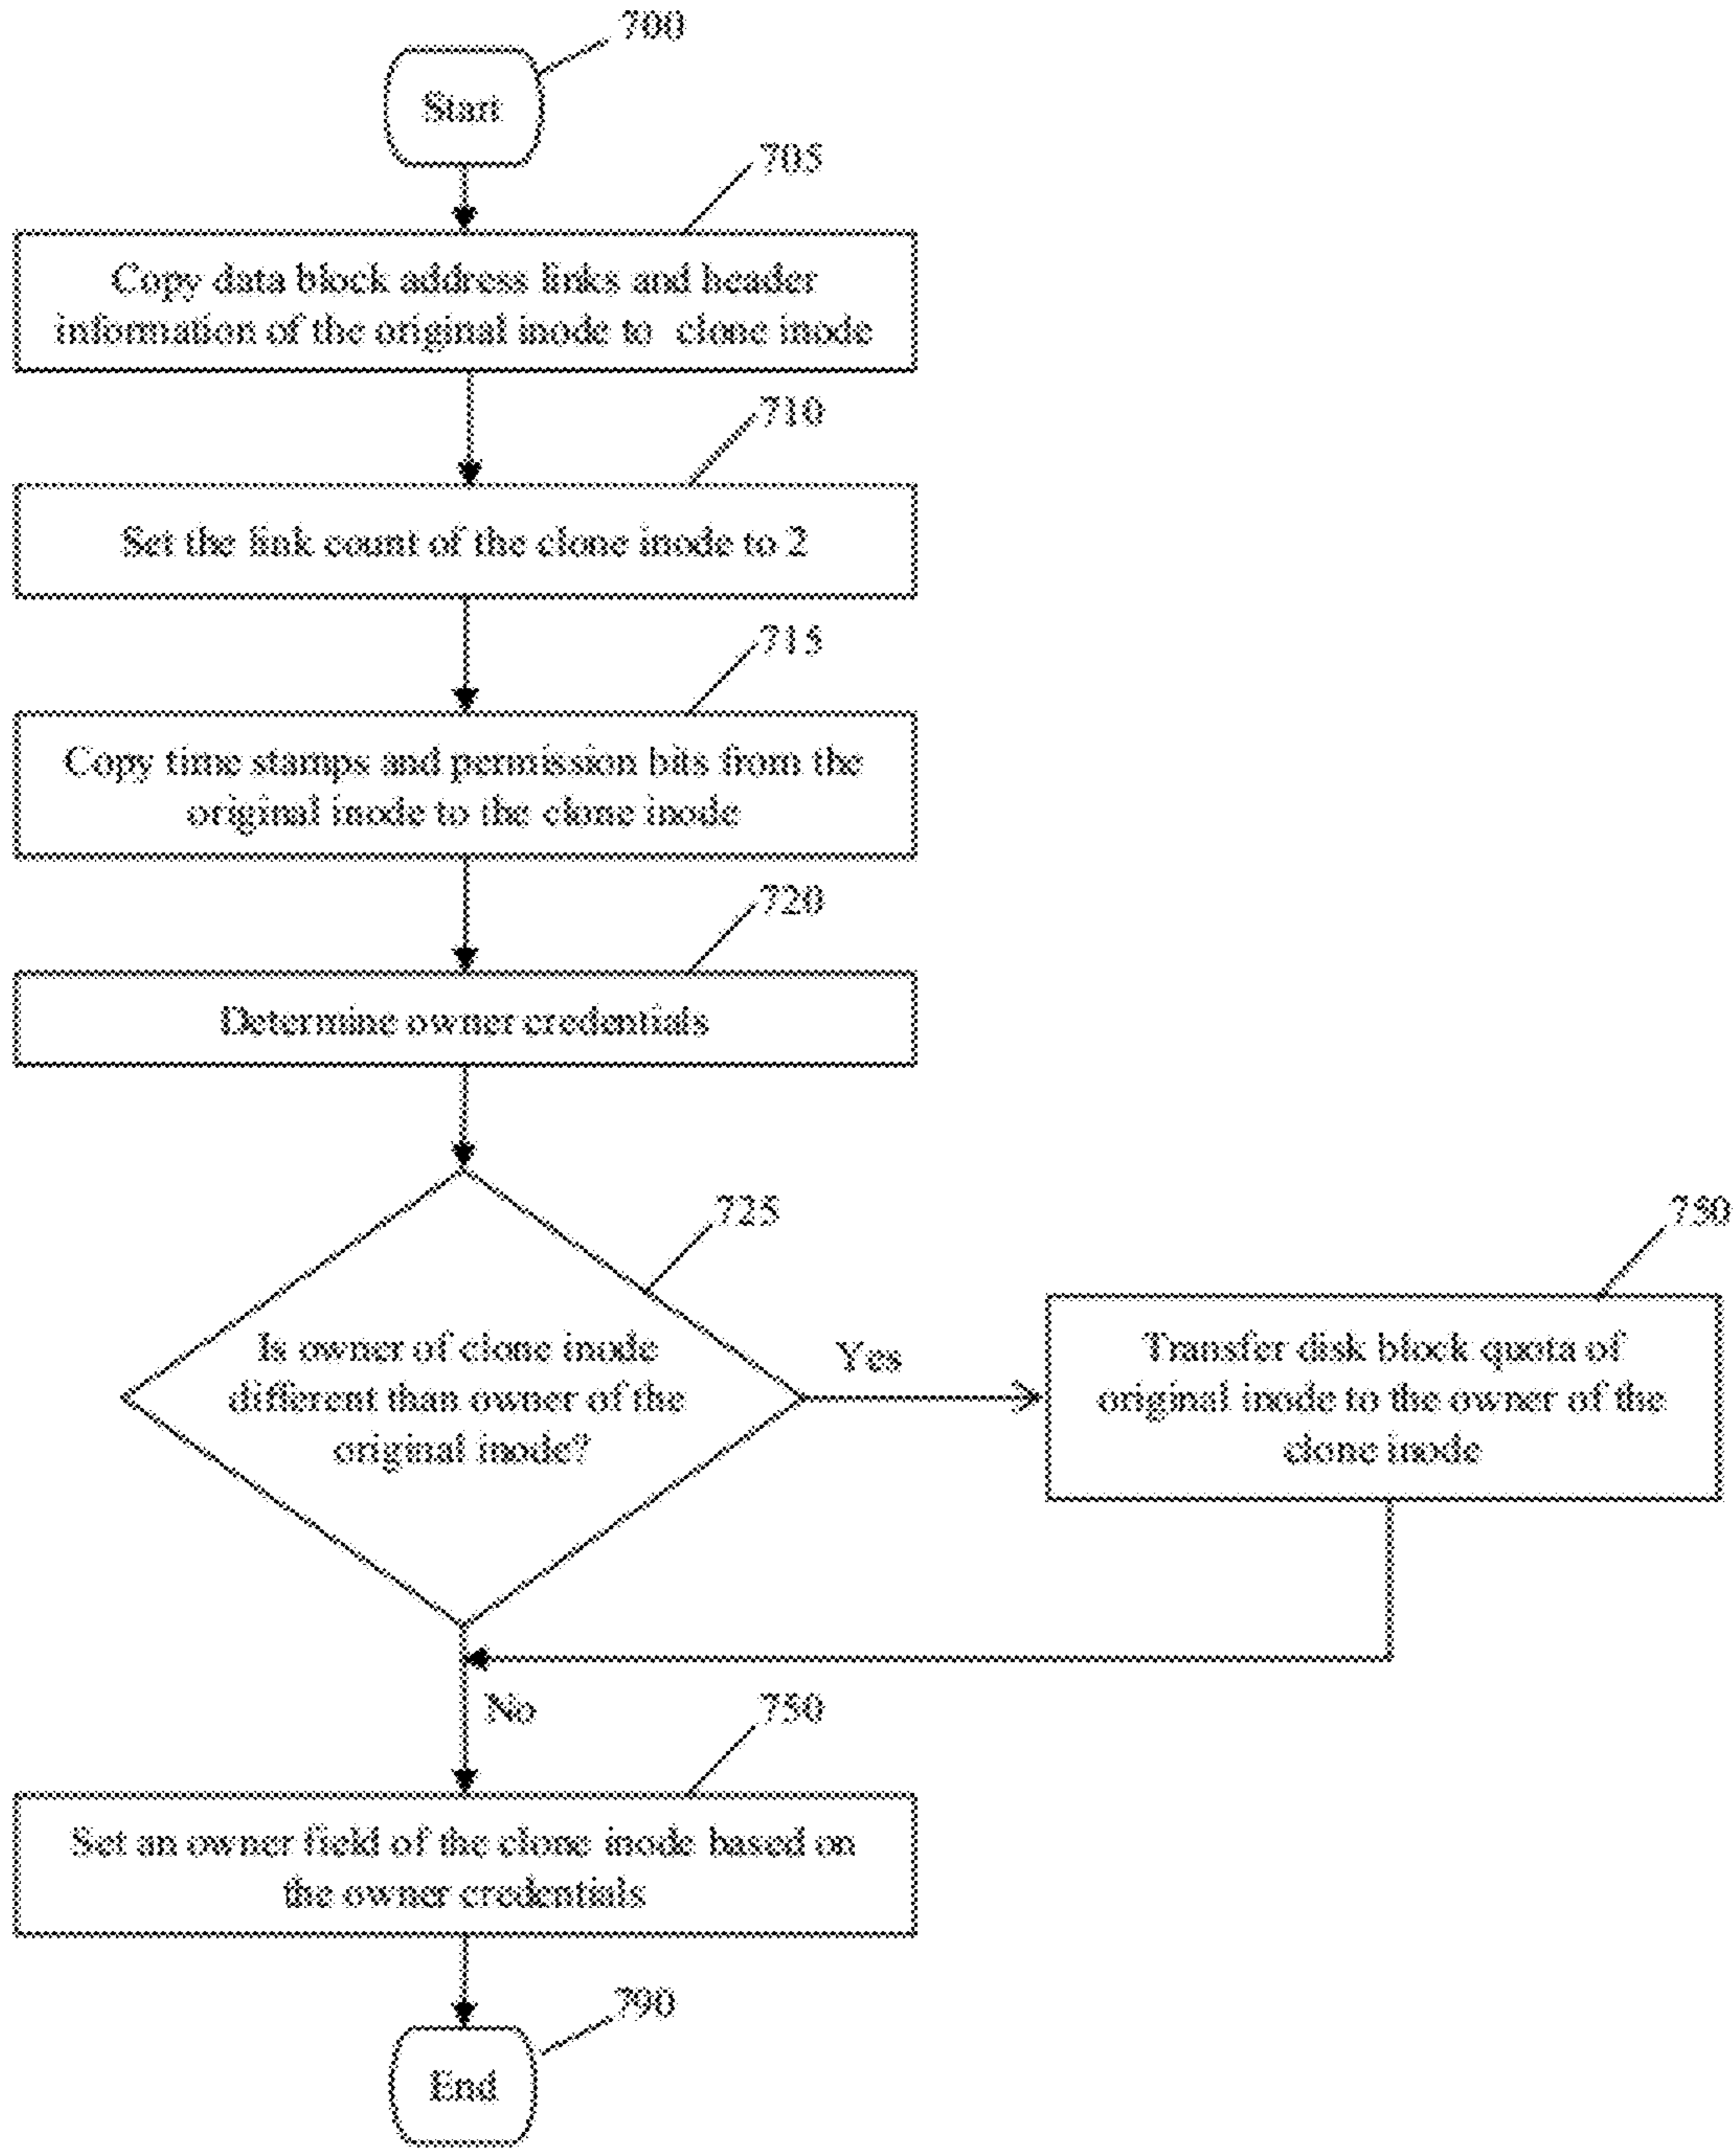 700
Start
705
Copy data block address links and header
information of the original inode to clone inode
710
Set the link count of the clone inode to 2
715
Copy time stamps and permission bits from the
original inode to the clone inode
720
Determine owner credentials
725
Is owner of clone inode
different than owner of the
original inode?
Yes
750
Transfer disk block quota of
original inode to the owner of the
clone inode
No
750
Set an owner field of the clone inode based on
the owner credentials
790
End